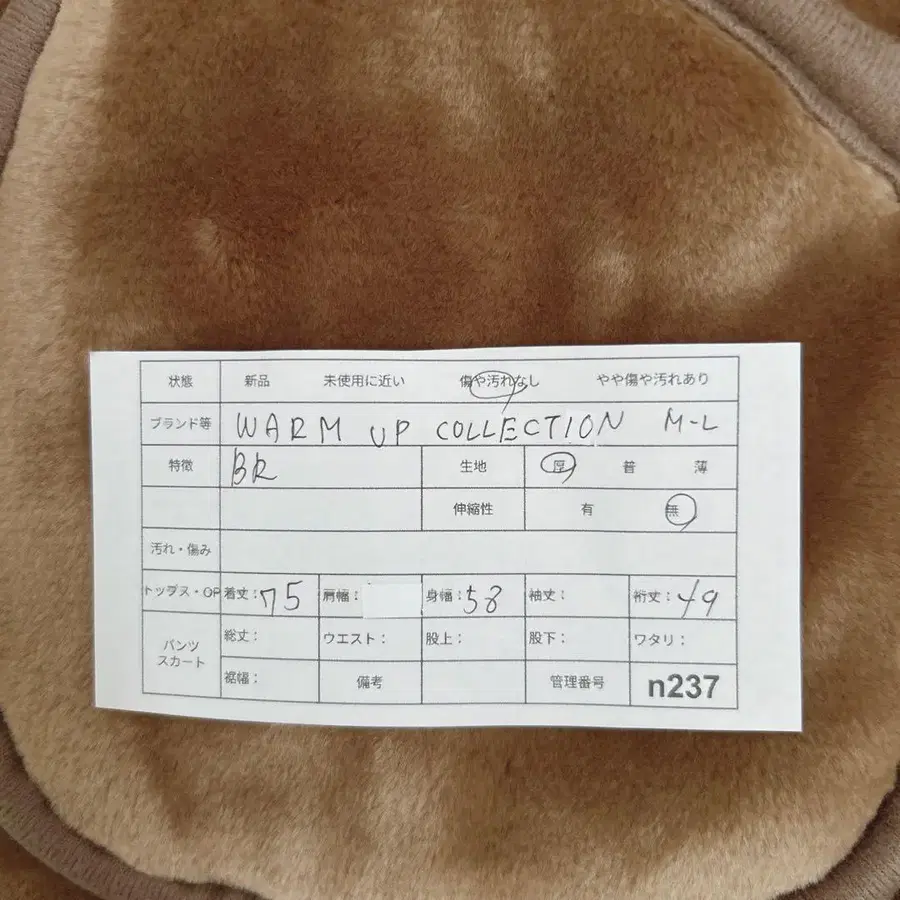 状態 新品 未使用に近い 傷や汚れなし やや傷や汚れあり
ブランド等 WARM UP COLLECTION M-L
特徴 BR 生地 厚 普 薄
伸縮性 有 無
汚れ・傷み
トップス・OP 着丈:75 肩幅: 身幅:58 袖丈: 裄丈:49
パンツ スカート 総丈: ウエスト: 股上: 股下: ワタリ:
裾幅: 備考 管理番号 n237